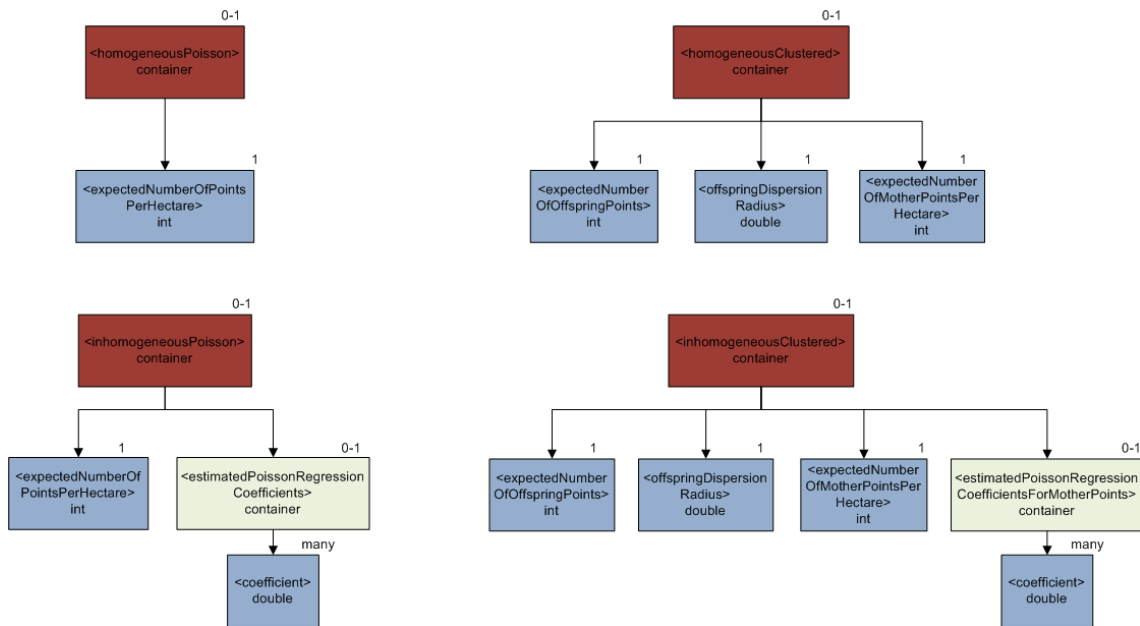 0-1
<homogeneousPoisson>
container
1
<expectedNumberOfPoints
PerHectare>
int
0-1
<homogeneousClustered>
container
1
<expectedNumber
OfOffspringPoints>
int
1
<offspringDispersion
Radius>
double
1
<expectedNumber
OfMotherPointsPer
Hectare>
int
0-1
<inhomogeneousPoisson>
container
1
<expectedNumberOf
PointsPerHectare>
int
0-1
<estimatedPoissonRegression
Coefficients>
container
many
<coefficient>
double
0-1
<inhomogeneousClustered>
container
1
<expectedNumber
OfOffspringPoints>
int
1
<offspringDispersion
Radius>
double
1
<expectedNumber
OfMotherPointsPer
Hectare>
int
0-1
<estimatedPoissonRegression
CoefficientsForMotherPoints>
container
many
<coefficient>
double